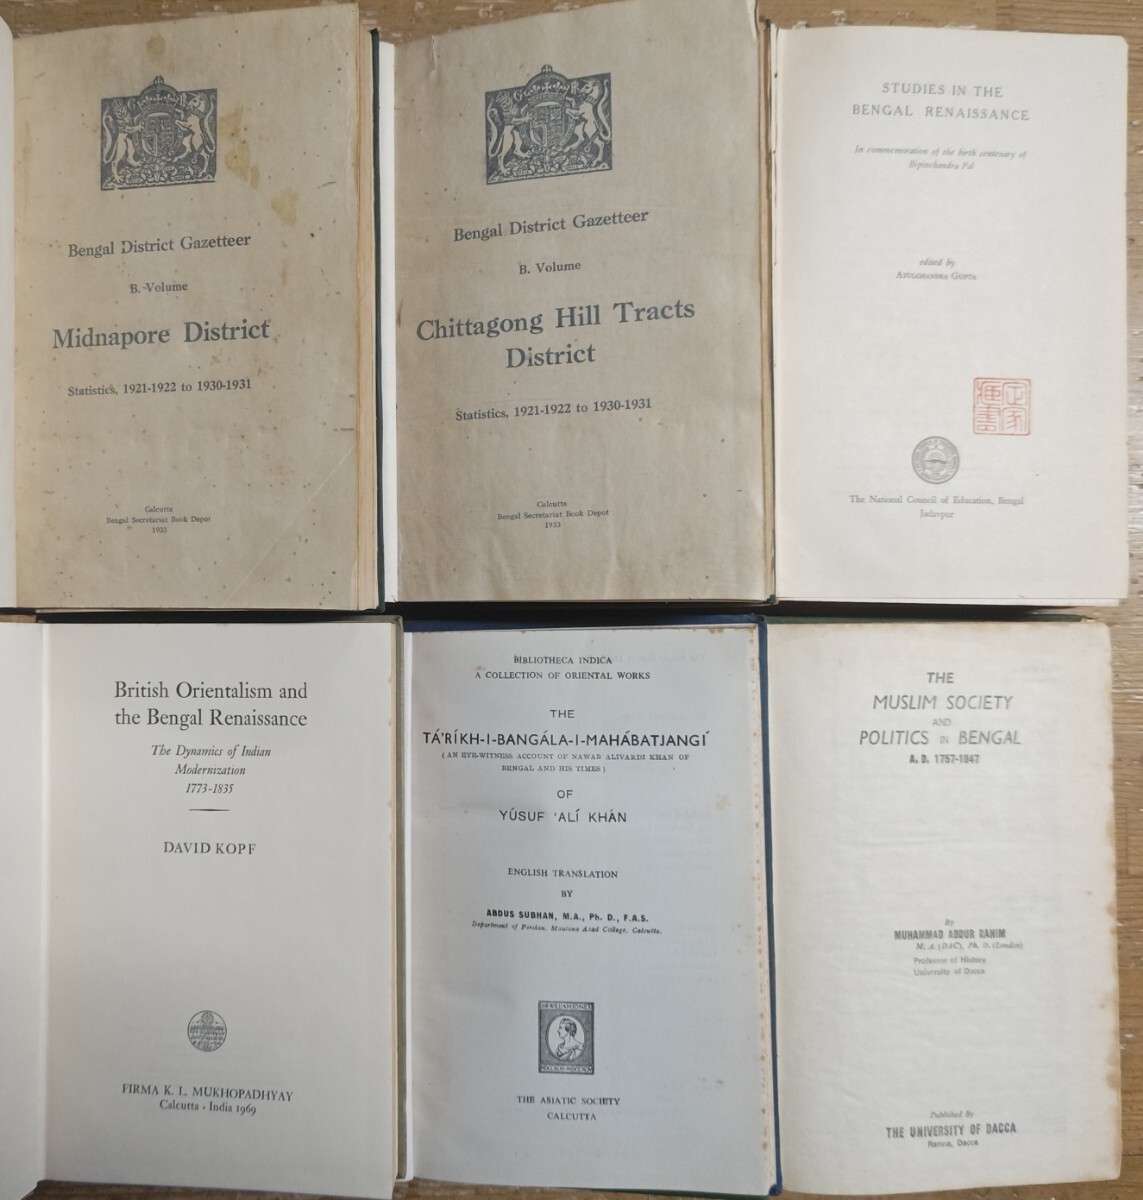 Bengal District Gazetteer
B. Volume
Midnapore District
Statistics, 1921-1922 to 1930-1931
Calcutta
Bengal Secretariat Book Depot
1933
Bengal District Gazetteer
B. Volume
Chittagong Hill Tracts
District
Statistics, 1921-1922 to 1930-1931
Calcutta
Bengal Secretariat Book Depot
1933
STUDIES IN THE
BENGAL RENAISSANCE
In commemoration of the birth centenary of
Bipinchandra Pal
edited by
ATULCHANDRA GUPTA
The National Council of Education, Bengal
Jadavpur
British Orientalism and
the Bengal Renaissance
The Dynamics of Indian
Modernization
1773-1835
DAVID KOPF
FIRMA K. L. MUKHOPADHYAY
Calcutta · India 1969
BIBLIOTHECA INDICA
A COLLECTION OF ORIENTAL WORKS
THE
TÁ'RÍKH-I-BANGÁLA-I-MAHÁBATJANGÍ
( AN EYE-WITNESS ACCOUNT OF NAWAB ALIVARDI KHAN OF
BENGAL AND HIS TIMES )
OF
YÚSUF 'ALÍ KHÁN
ENGLISH TRANSLATION
BY
ABDUS SUBHAN, M.A., Ph. D., F.A.S.
Department of Persian, Maulana Azad College, Calcutta.
THE ASIATIC SOCIETY
CALCUTTA
THE
MUSLIM SOCIETY
AND
POLITICS IN BENGAL
A. D. 1757-1947
By
MUHAMMAD ABDUR RAHIM
M. A. (DAC), Ph. D. (London)
Professor of History
University of Dacca
Published By
THE UNIVERSITY OF DACCA
Ramna, Dacca